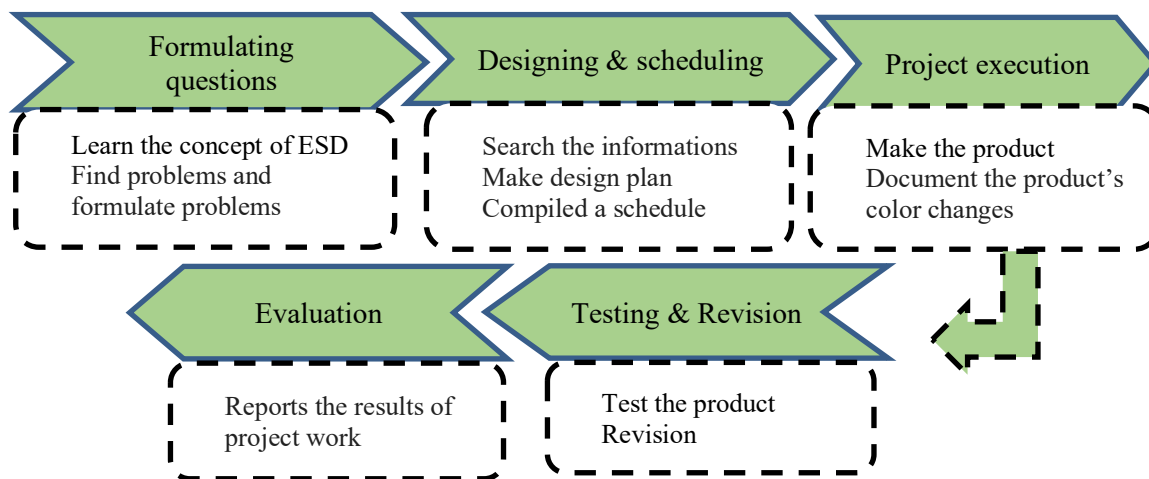 Formulating
questions
Designing & scheduling
Project execution
Learn the concept of ESD
Find problems and
formulate problems
Search the informations
Make design plan
Compiled a schedule
Make the product
Document the product’s
color changes
Testing & Revision
Evaluation
Test the product
Revision
Reports the results of
project work